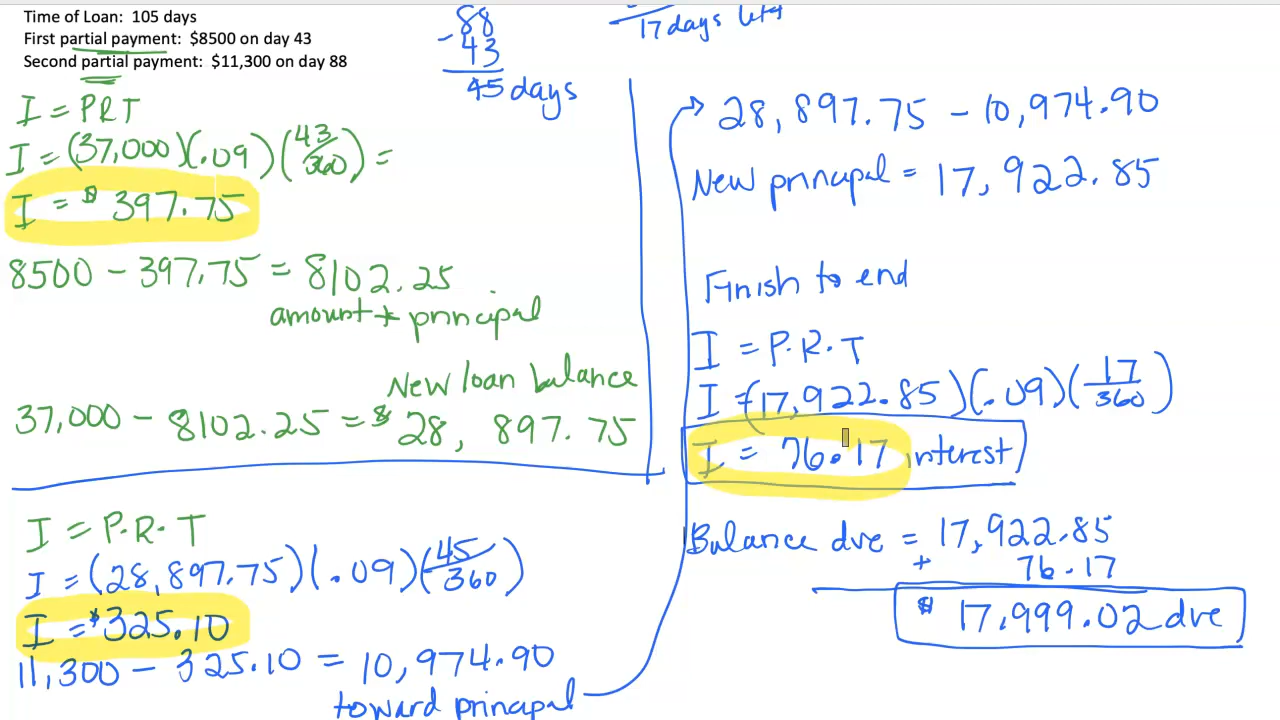 Time of Loan: 105 days
First partial payment: $8500 on day 43
Second partial payment: $11,300 on day 88
88
- 43
45 days
17 days left
I = PRT
I = (37,000)(.09)(43/360) =
I = $397.75
8500 - 397.75 = 8102.25
amount → principal
New loan balance
37,000 - 8102.25 = $28,897.75
I = P.R.T
I = (28,897.75)(.09)(45/360)
I = $325.10
11,300 - 325.10 = 10,974.90
toward principal
28,897.75 - 10,974.90
New principal = 17,922.85
Finish to end
I = P.R.T
I = (17,922.85)(.09)(17/360)
I = 76.17 interest
Balance due = 17,922.85
+ 76.17
$17,999.02 due